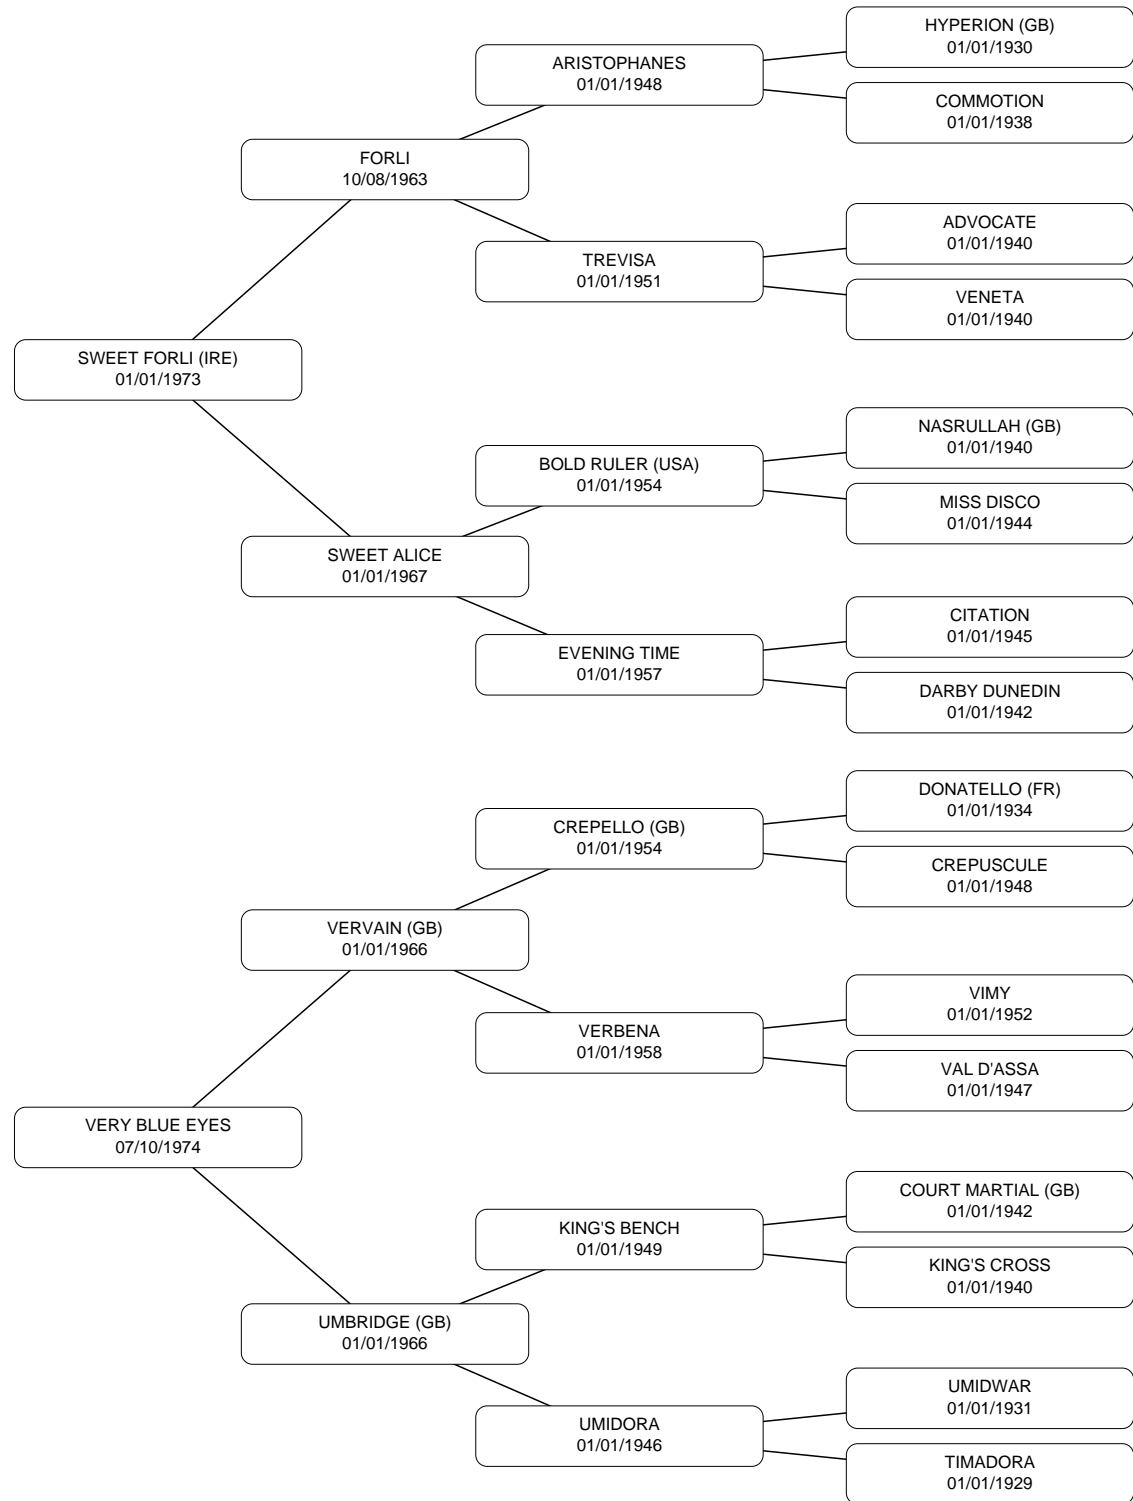 HYPERION (GB)
01/01/1930
ARISTOPHANES
01/01/1948
COMMOTION
01/01/1938
FORLI
10/08/1963
ADVOCATE
01/01/1940
TREVISA
01/01/1951
VENETA
01/01/1940
SWEET FORLI (IRE)
01/01/1973
NASRULLAH (GB)
01/01/1940
BOLD RULER (USA)
01/01/1954
MISS DISCO
01/01/1944
SWEET ALICE
01/01/1967
CITATION
01/01/1945
EVENING TIME
01/01/1957
DARBY DUNEDIN
01/01/1942
DONATELLO (FR)
01/01/1934
CREPELLO (GB)
01/01/1954
CREPUSCULE
01/01/1948
VERVAIN (GB)
01/01/1966
VIMY
01/01/1952
VERBENA
01/01/1958
VAL D'ASSA
01/01/1947
VERY BLUE EYES
07/10/1974
COURT MARTIAL (GB)
01/01/1942
KING'S BENCH
01/01/1949
KING'S CROSS
01/01/1940
UMBRIDGE (GB)
01/01/1966
UMIDWAR
01/01/1931
UMIDORA
01/01/1946
TIMADORA
01/01/1929